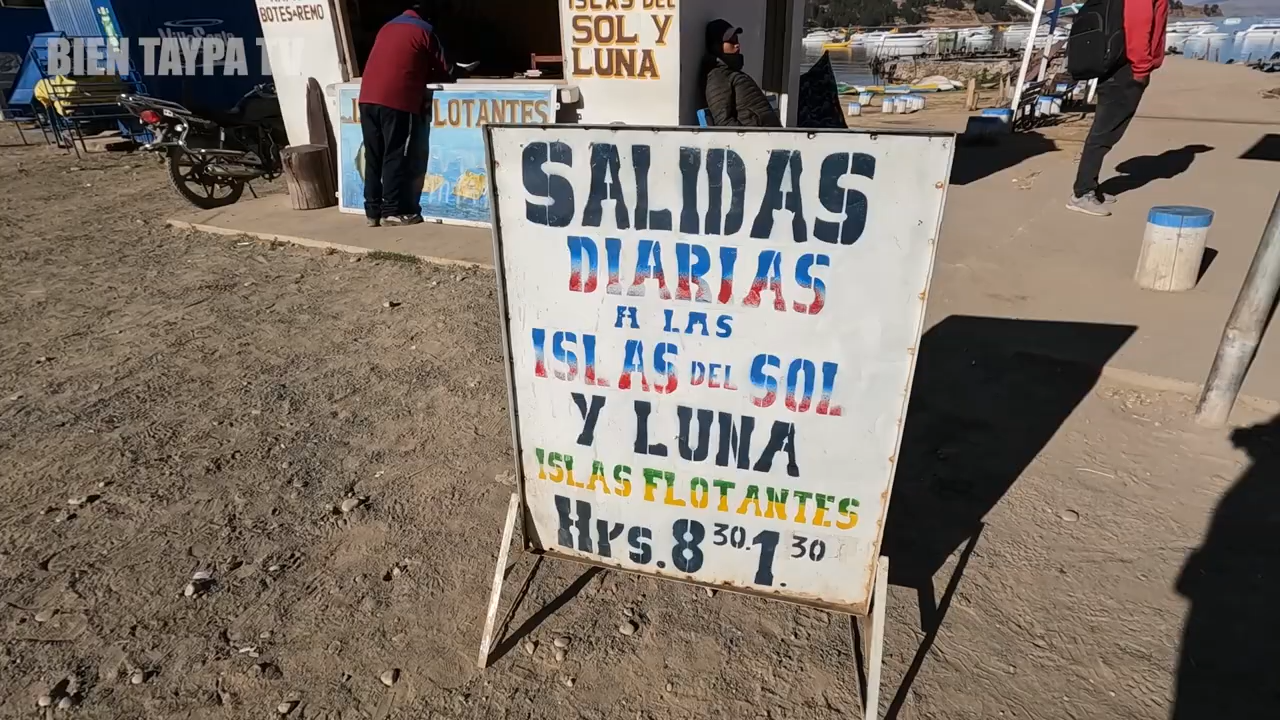 BOTES A REMO
ISLAS DEL
SOL Y
LUNA
BIEN TAYPA TV
FLOTANTES
SALIDAS
DIARIAS
A LAS
ISLAS DEL SOL
Y LUNA
ISLAS FLOTANTES
Hrs. 8 30. 1. 30